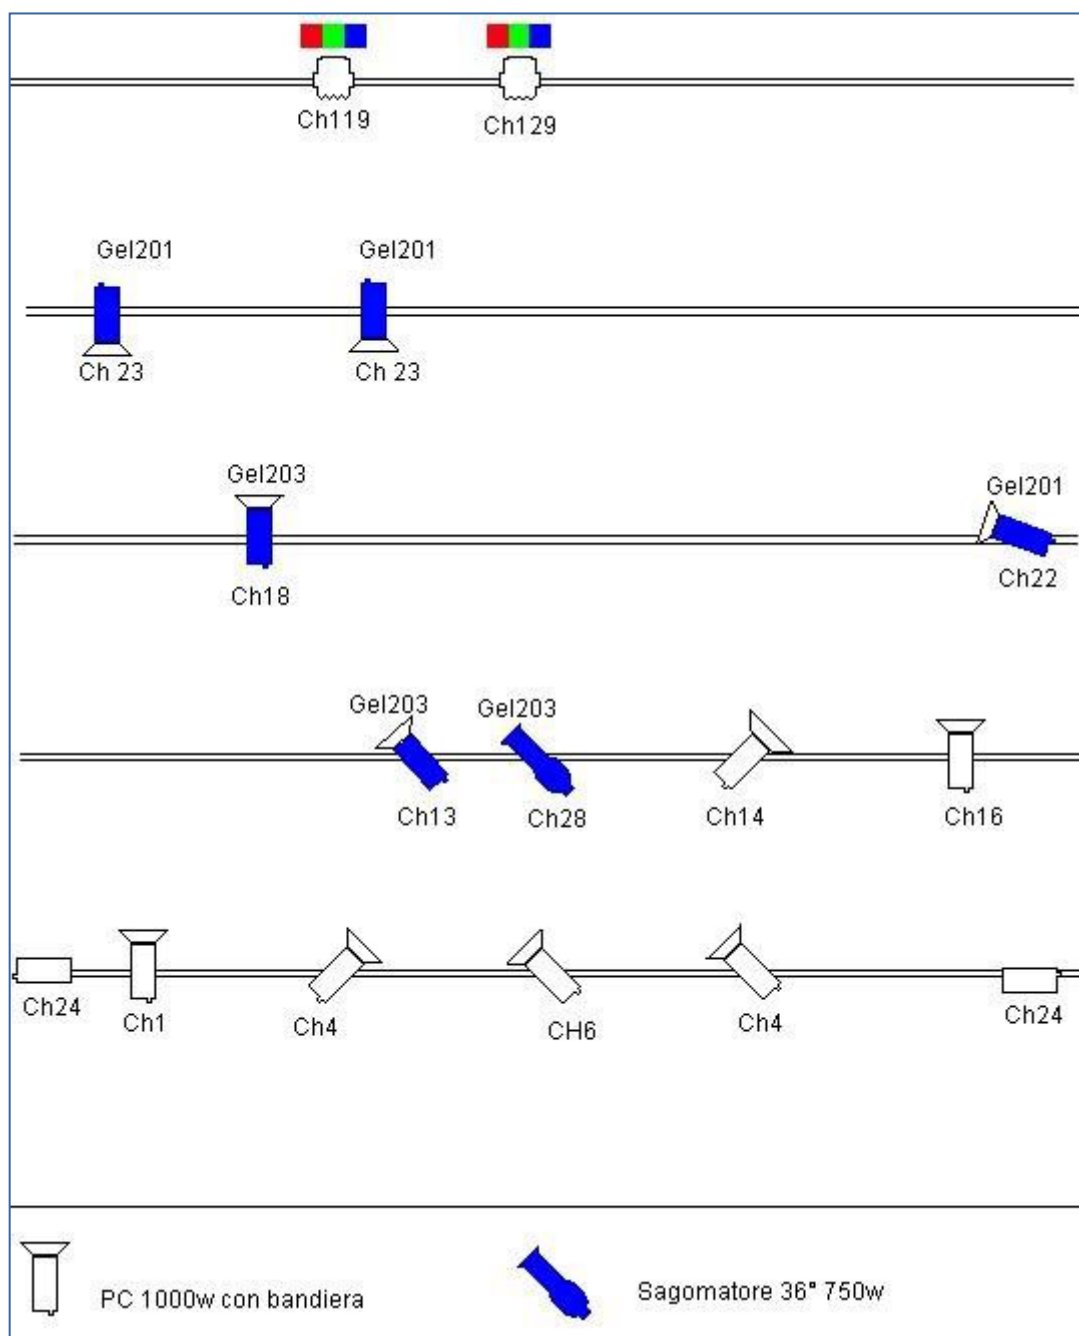 Ch119
Ch129
Gel201
Gel201
Ch 23
Ch 23
Gel203
Gel201
Ch18
Ch22
Gel203
Gel203
Ch13
Ch28
Ch14
Ch16
Ch24
Ch1
Ch4
CH6
Ch4
Ch24
PC 1000w con bandiera
Sagomatore 36° 750w